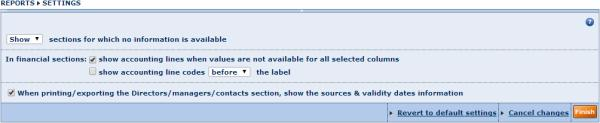 REPORTS ▸ SETTINGS
?
Show ▼ sections for which no information is available
In financial sections: show accounting lines when values are not available for all selected columns
show accounting line codes before ▼ the label
When printing/exporting the Directors/managers/contacts section, show the sources & validity dates information
▸ Revert to default settings ▸ Cancel changes Finish